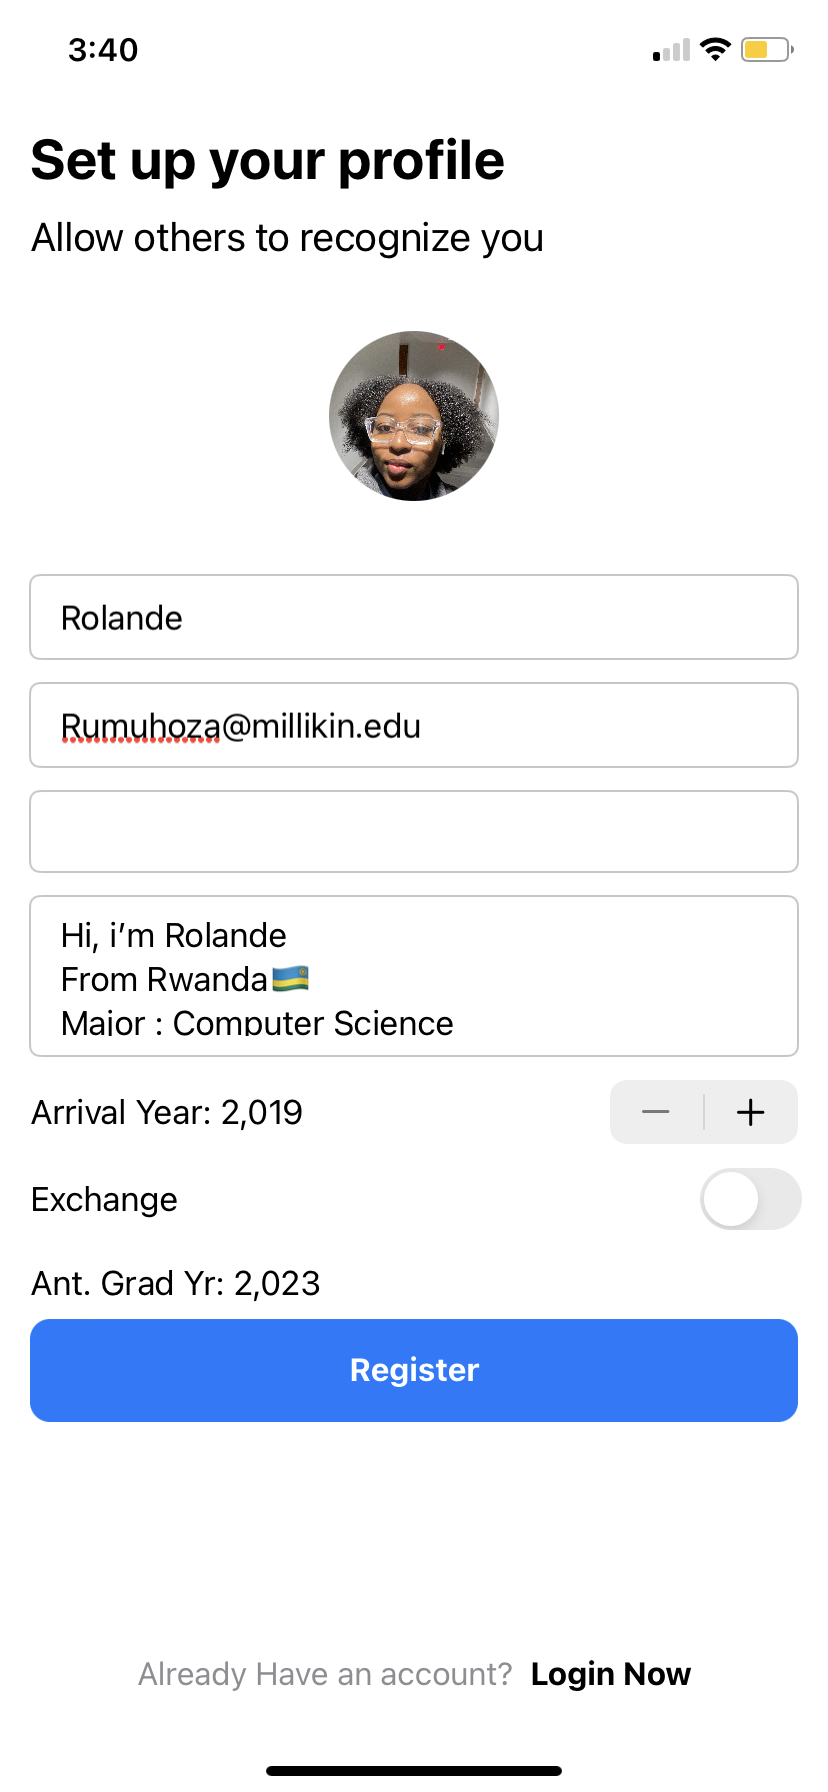 3:40
Set up your profile
Allow others to recognize you
Rolande
Rumuhoza@millikin.edu
Hi, i’m Rolande
From Rwanda🇷🇼
Major : Computer Science
Arrival Year: 2,019
Exchange
Ant. Grad Yr: 2,023
Register
Already Have an account? Login Now